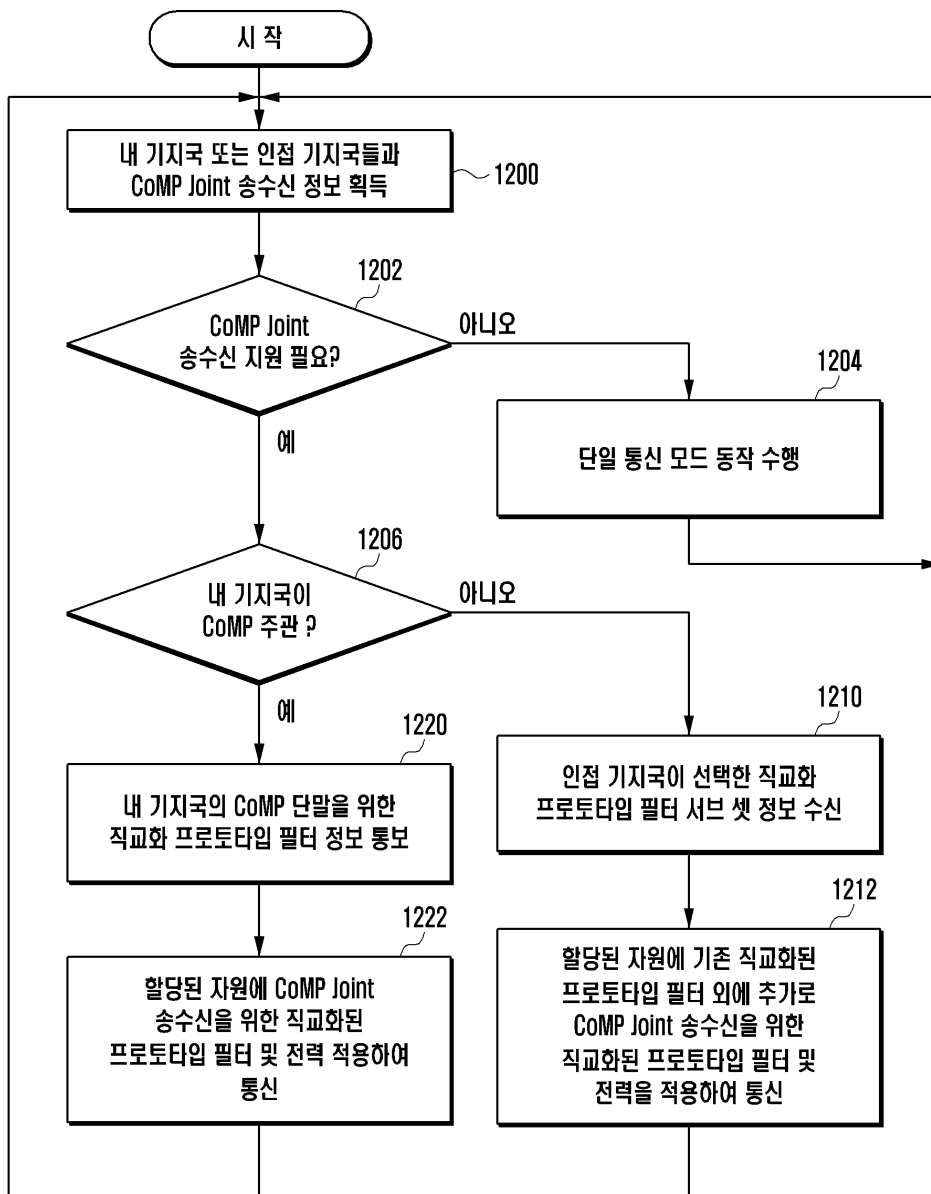 시 작
내 기지국 또는 인접 기지국들과
CoMP Joint 송수신 정보 획득
1200
1202
CoMP Joint
송수신 지원 필요?
아니오
예
1204
단일 통신 모드 동작 수행
1206
내 기지국이
CoMP 주관 ?
아니오
예
1220
내 기지국의 CoMP 단말을 위한
직교화 프로토타입 필터 정보 통보
1210
인접 기지국이 선택한 직교화
프로토타입 필터 서브 셋 정보 수신
1222
할당된 자원에 CoMP Joint
송수신을 위한 직교화된
프로토타입 필터 및 전력 적용하여
통신
1212
할당된 자원에 기존 직교화된
프로토타입 필터 외에 추가로
CoMP Joint 송수신을 위한
직교화된 프로토타입 필터 및
전력을 적용하여 통신